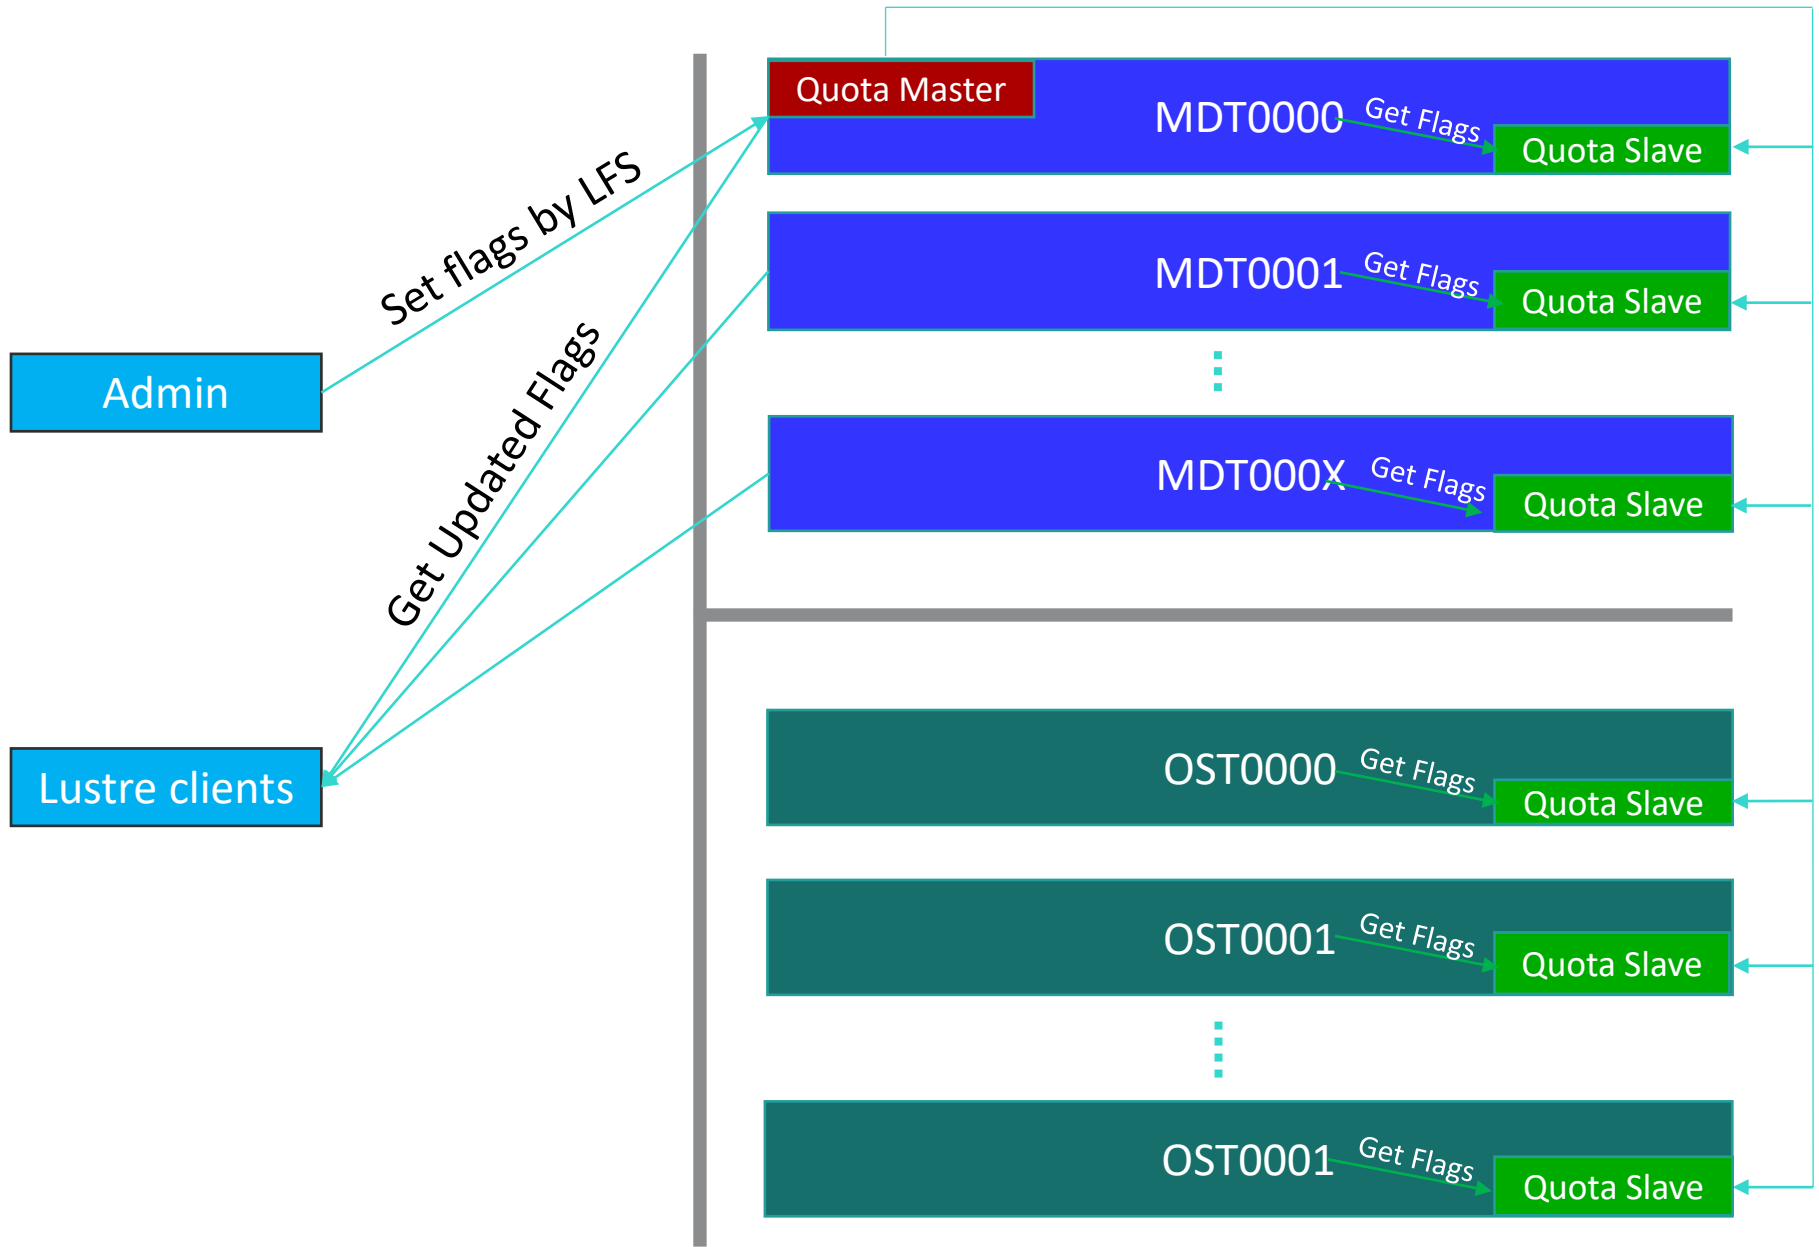 Quota Master
MDT0000
Get Flags
Quota Slave
Set flags by LFS
MDT0001
Get Flags
Quota Slave
Admin
Get Updated Flags
MDT000X
Get Flags
Quota Slave
Lustre clients
OST0000
Get Flags
Quota Slave
OST0001
Get Flags
Quota Slave
OST0001
Get Flags
Quota Slave